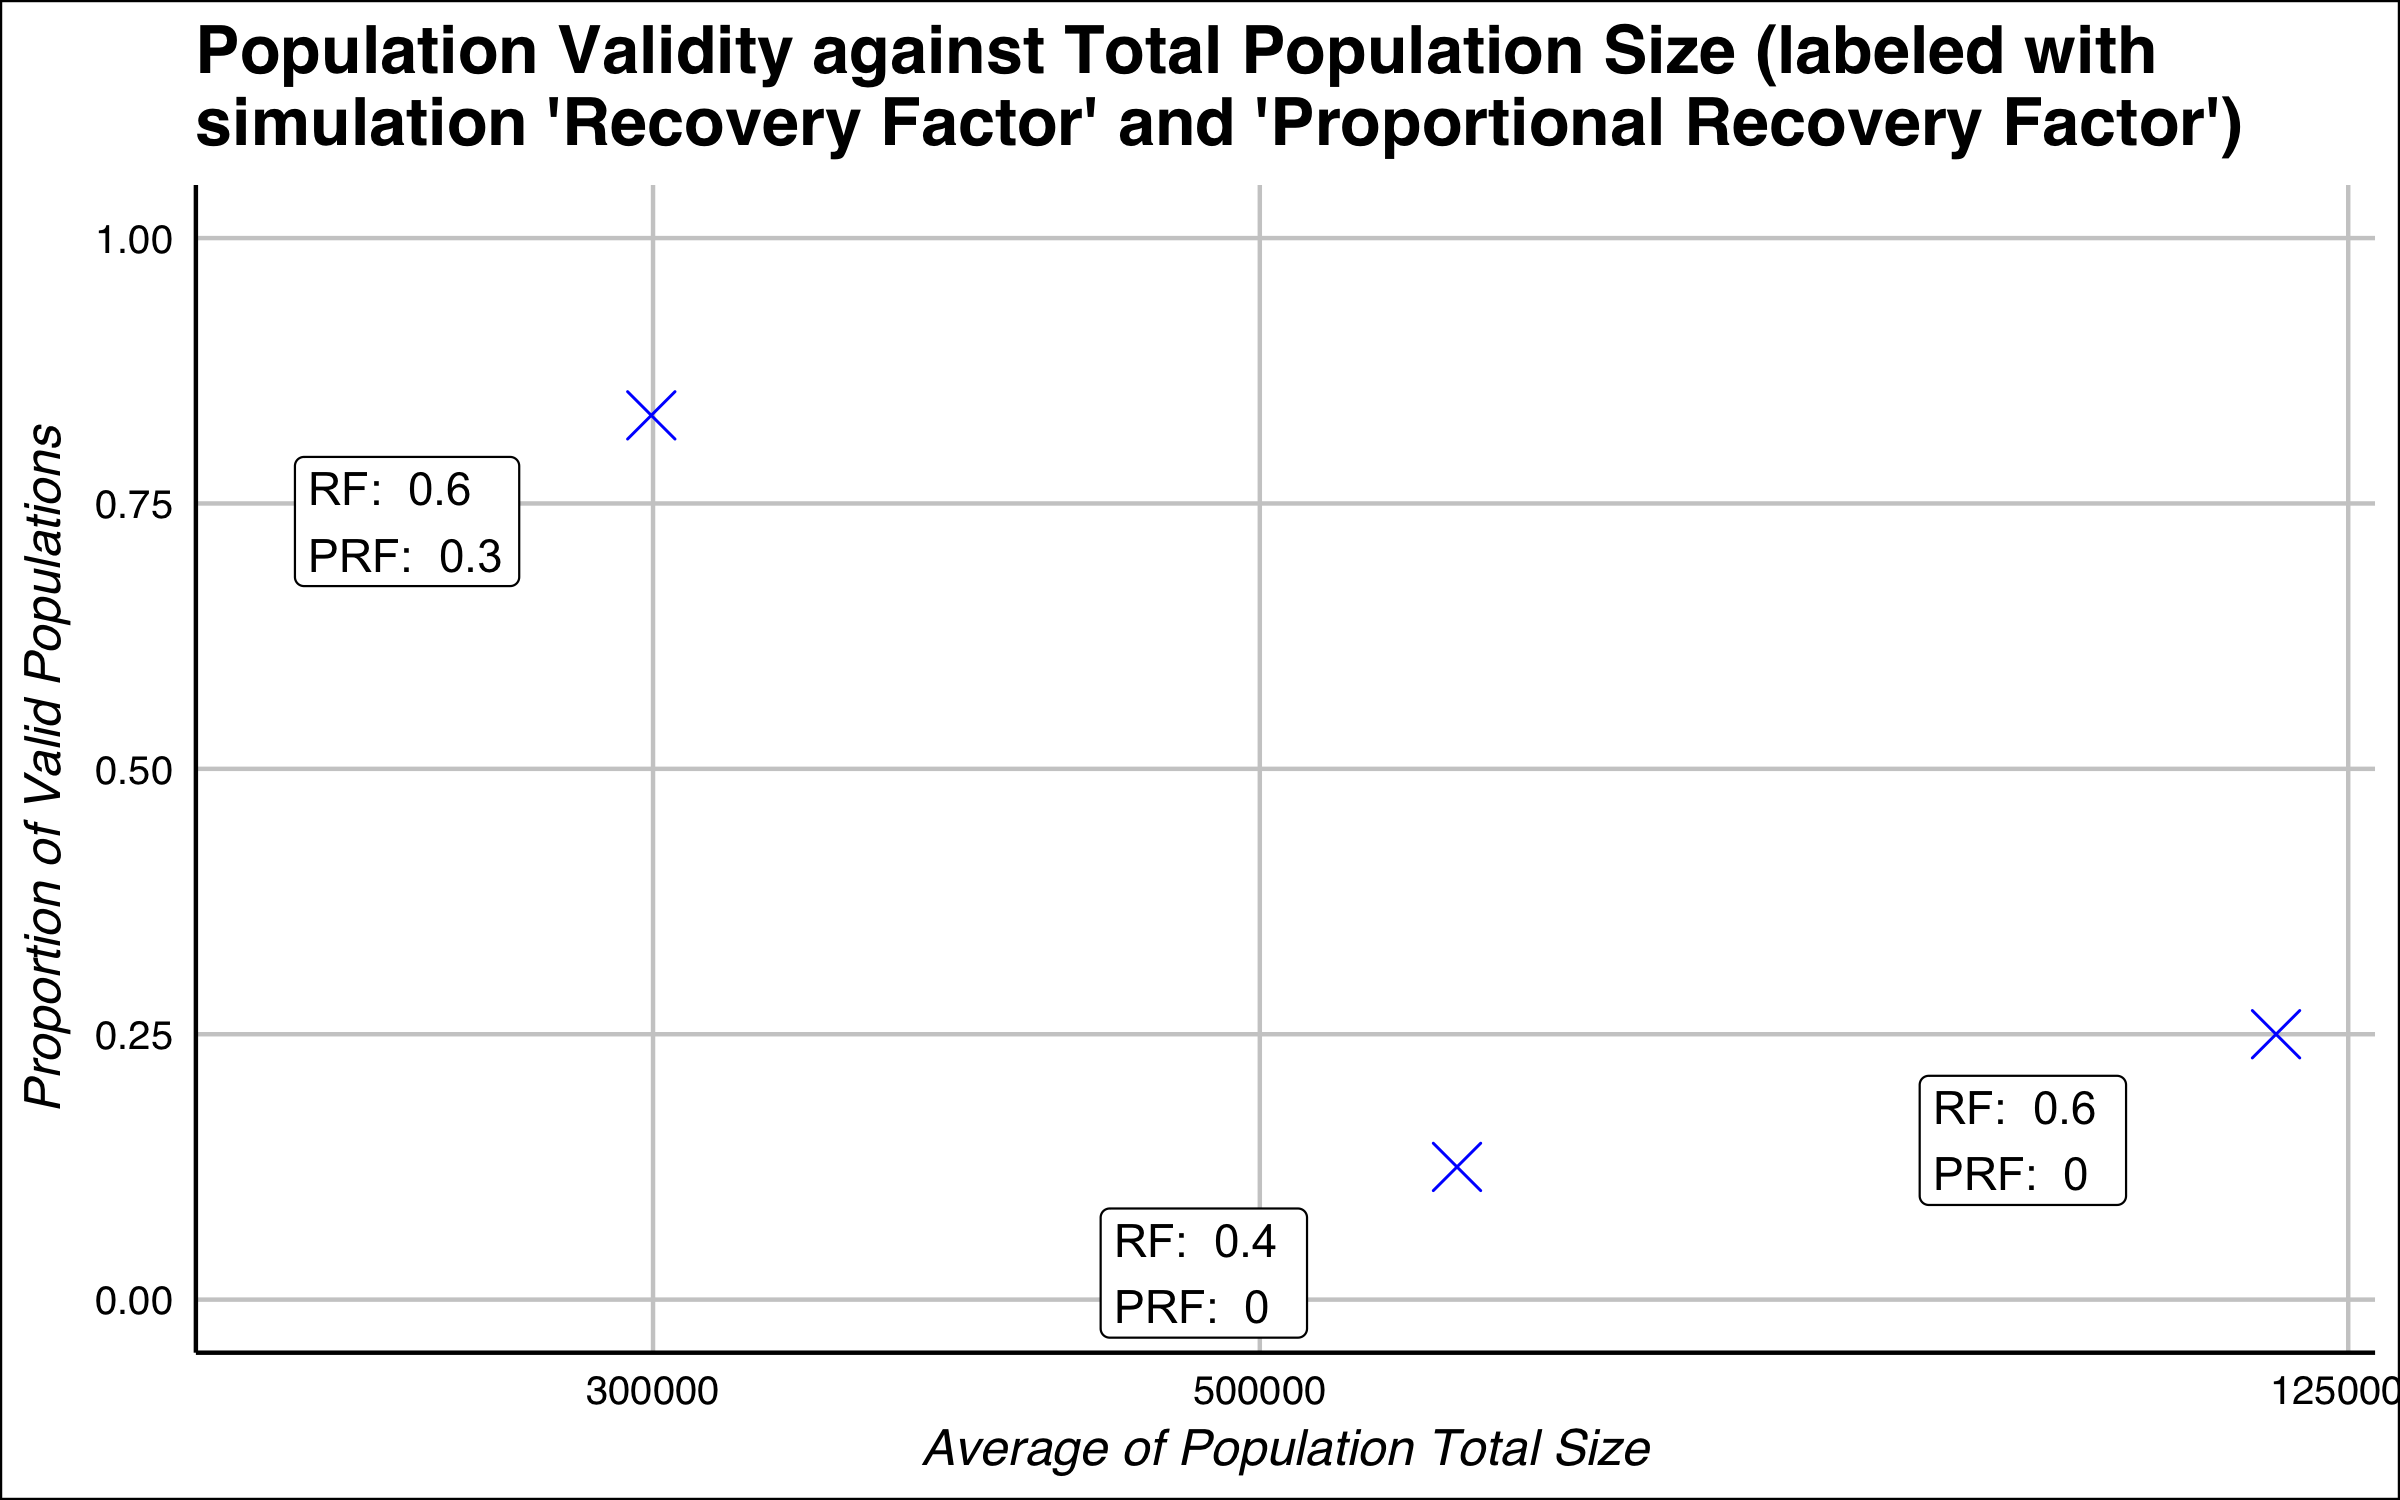 Population Validity against Total Population Size (labeled with
simulation 'Recovery Factor' and 'Proportional Recovery Factor')
1.00
0.75
0.50
0.25
0.00
Proportion of Valid Populations
RF: 0.6
PRF: 0.3
RF: 0.4
PRF: 0
RF: 0.6
PRF: 0
300000
500000
125000
Average of Population Total Size